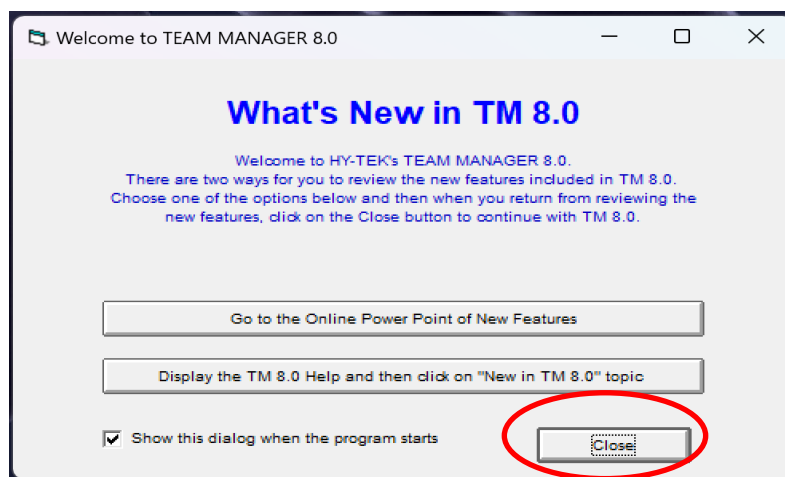 Welcome to TEAM MANAGER 8.0
What's New in TM 8.0
Welcome to HY-TEK's TEAM MANAGER 8.0.
There are two ways for you to review the new features included in TM 8.0.
Choose one of the options below and then when you return from reviewing the
new features, click on the Close button to continue with TM 8.0.
Go to the Online Power Point of New Features
Display the TM 8.0 Help and then click on "New in TM 8.0" topic
Show this dialog when the program starts
Close